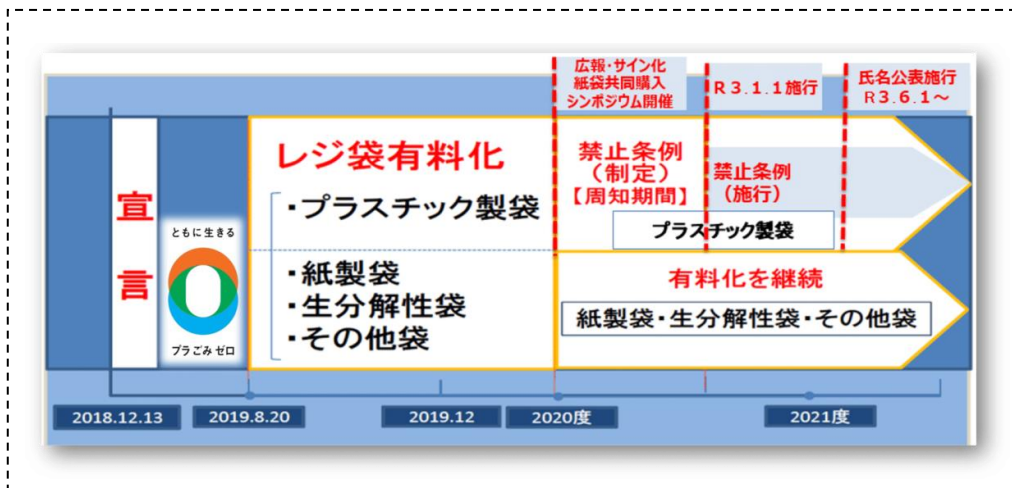 広報・サイン化
紙袋共同購入
シンポジウム開催
R3.1.1施行
氏名公表施行
R3.6.1～
宣
言
ともに生きる
プラごみゼロ
レジ袋有料化
・プラスチック製袋
・紙製袋
・生分解性袋
・その他袋
禁止条例
（制定）
【周知期間】
禁止条例
（施行）
プラスチック製袋
有料化を継続
紙製袋・生分解性袋・その他袋
2018.12.13
2019.8.20
2019.12
2020度
2021度